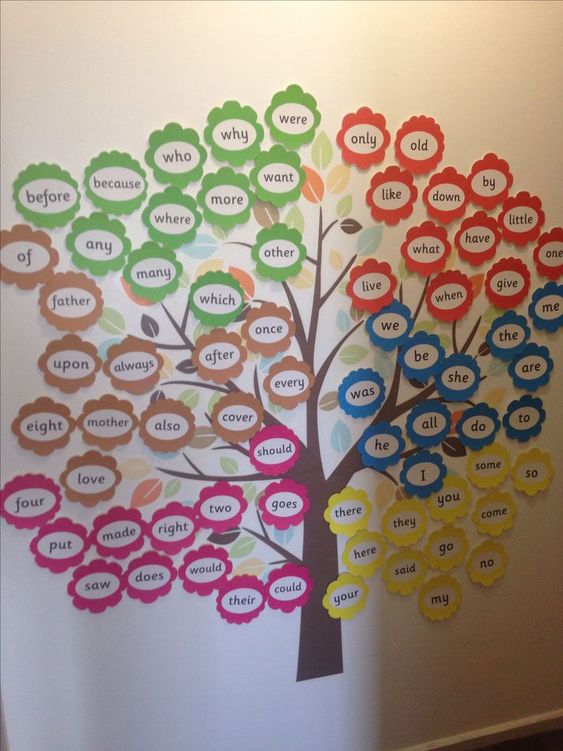 were
why
who
want
because
before
more
where
any
other
many
which
only
old
like
down
by
little
what
have
one
live
when
give
of
father
once
upon
always
after
every
eight
mother
also
cover
love
we
the
me
be
she
are
was
he
all
do
to
I
should
four
two
goes
put
made
right
saw
does
would
their
could
there
they
you
some
so
come
here
said
go
no
your
my